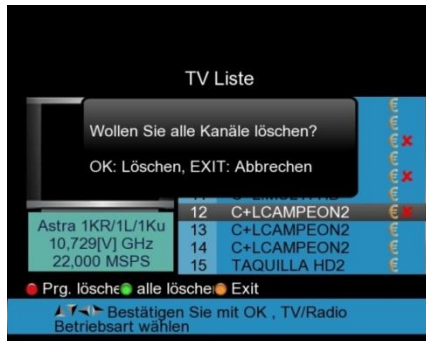 TV Liste
Wollen Sie alle Kanäle löschen?
OK: Löschen, EXIT: Abbrechen
12 C+LCAMPEON2
13 C+LCAMPEON2
14 C+LCAMPEON2
15 TAQUILLA HD2
Astra 1KR/1L/1Ku
10,729[V] GHz
22,000 MSPS
Prg. lösche alle lösche Exit
Bestätigen Sie mit OK , TV/Radio
Betriebsart wählen